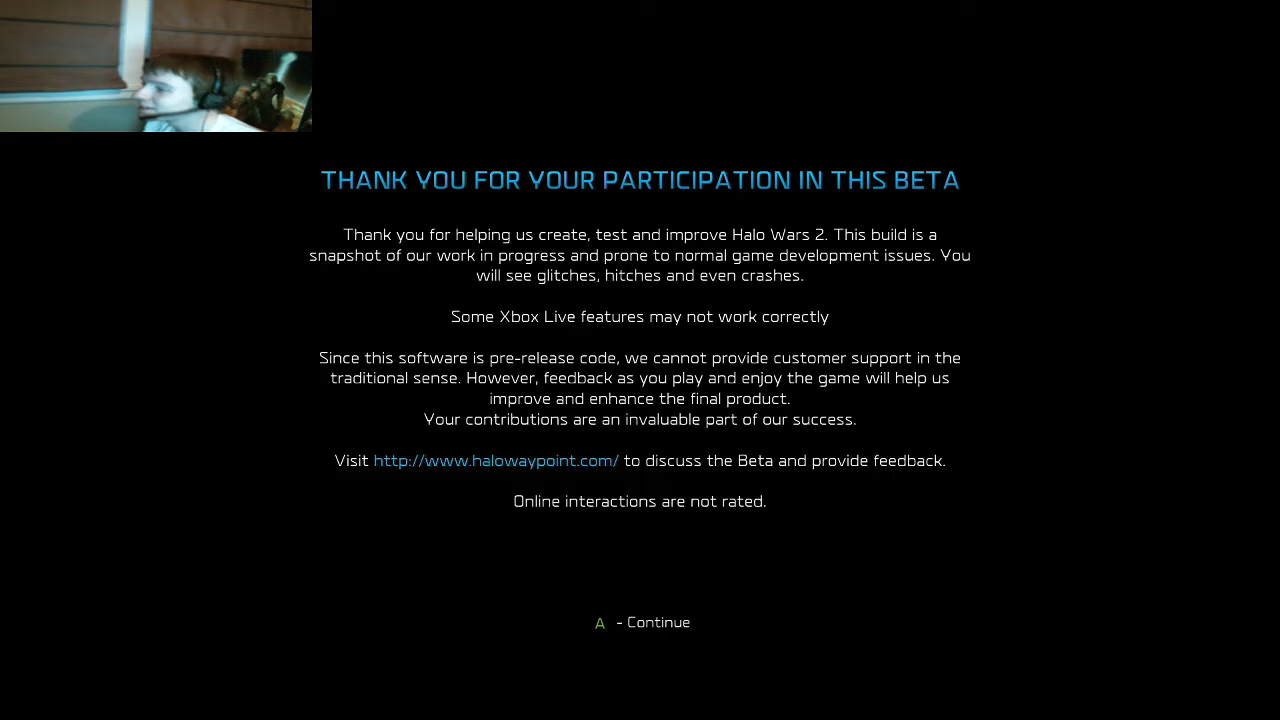 THANK YOU FOR YOUR PARTICIPATION IN THIS BETA
Thank you for helping us create, test and improve Halo Wars 2. This build is a
snapshot of our work in progress and prone to normal game development issues. You
will see glitches, hitches and even crashes.
Some Xbox Live features may not work correctly
Since this software is pre-release code, we cannot provide customer support in the
traditional sense. However, feedback as you play and enjoy the game will help us
improve and enhance the final product.
Your contributions are an invaluable part of our success.
Visit http://www.halowaypoint.com/ to discuss the Beta and provide feedback.
Online interactions are not rated.
A - Continue